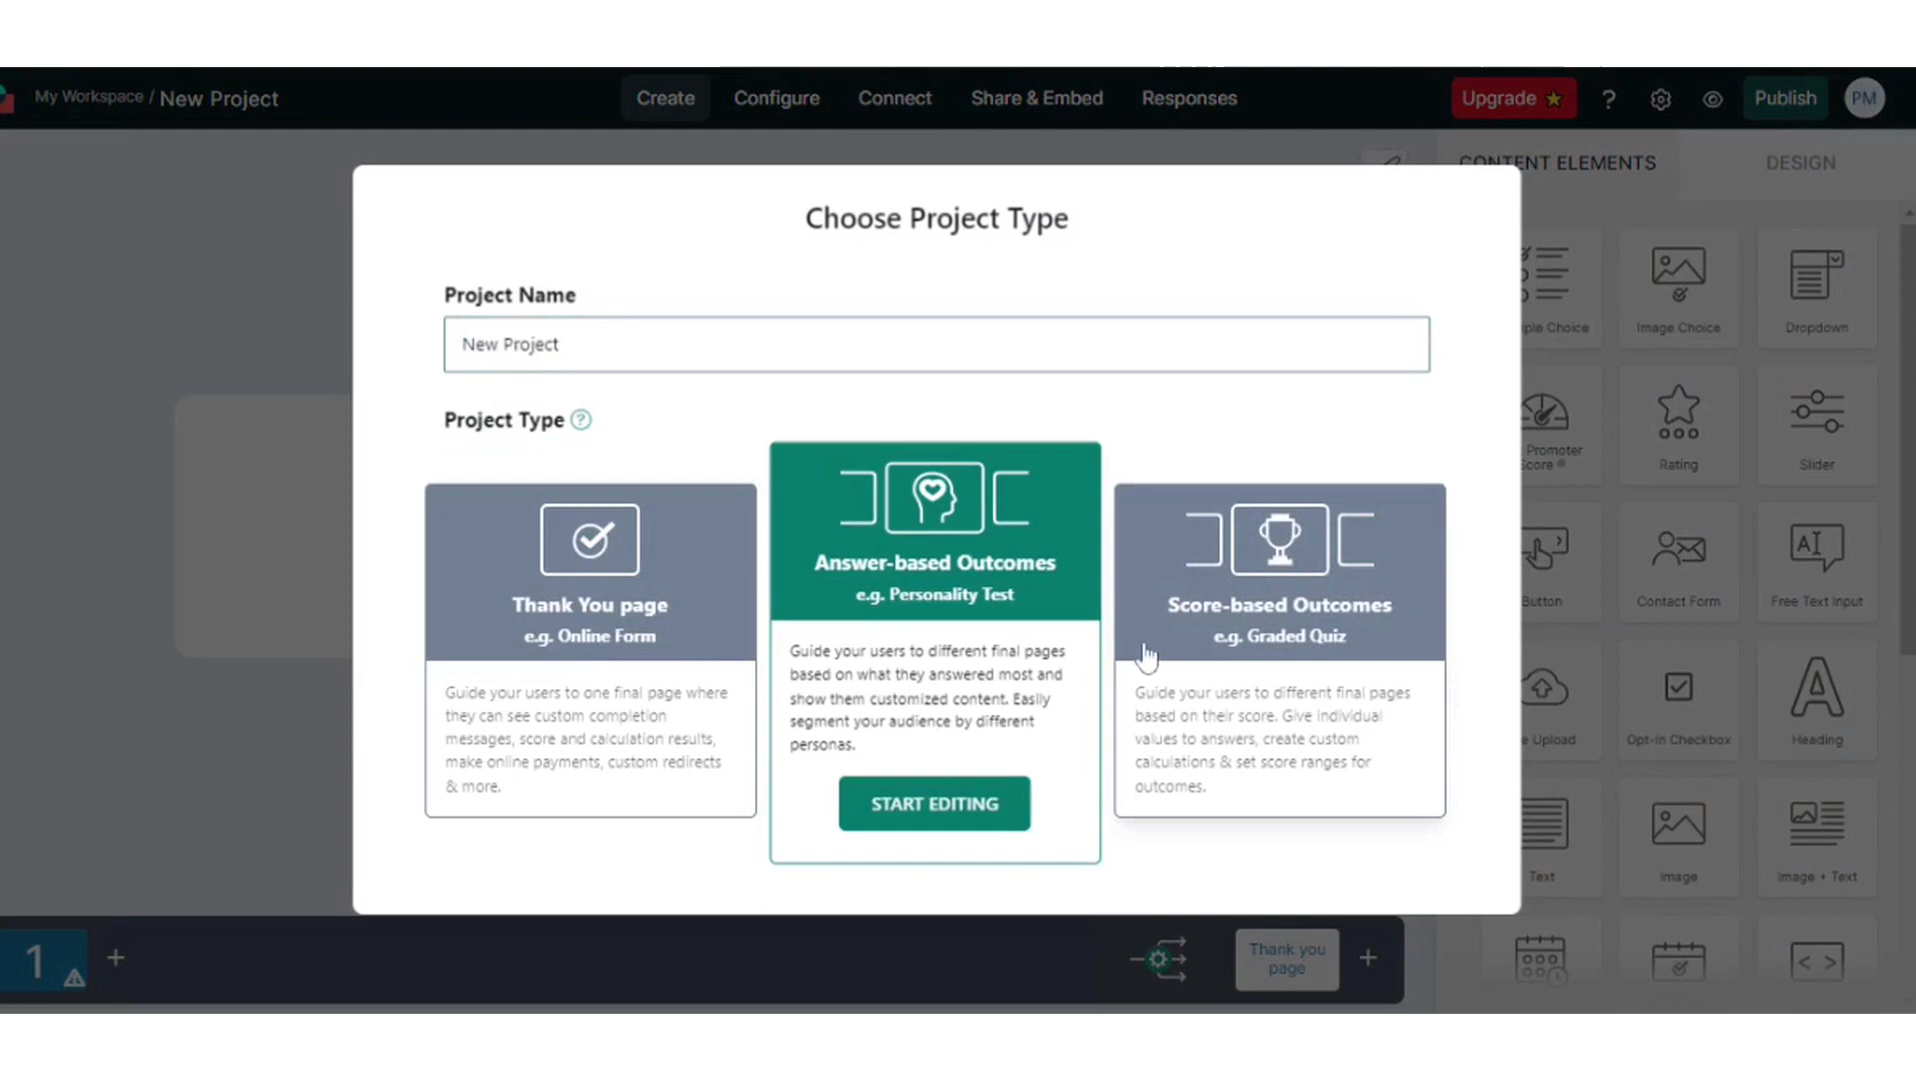 My Workspace / New Project
Create
Configure
Connect
Share & Embed
Responses
Upgrade
?
Publish
PM
CONTENT ELEMENTS
DESIGN
Choose Project Type
Project Name
New Project
Project Type ?
Thank You page
e.g. Online Form
Guide your users to one final page where
they can see custom completion
messages, score and calculation results,
make online payments, custom redirects
& more.
Answer-based Outcomes
e.g. Personality Test
Guide your users to different final pages
based on what they answered most and
show them customized content. Easily
segment your audience by different
personas.
START EDITING
Score-based Outcomes
e.g. Graded Quiz
Guide your users to different final pages
based on their score. Give individual
values to answers, create custom
calculations & set score ranges for
outcomes.
ple Choice
Image Choice
Dropdown
Promoter
Score ®
Rating
Slider
Button
Contact Form
AI
Free Text Input
e Upload
Opt-In Checkbox
A
Heading
Text
Image
Image + Text
1
+
Thank you
page
+
< >